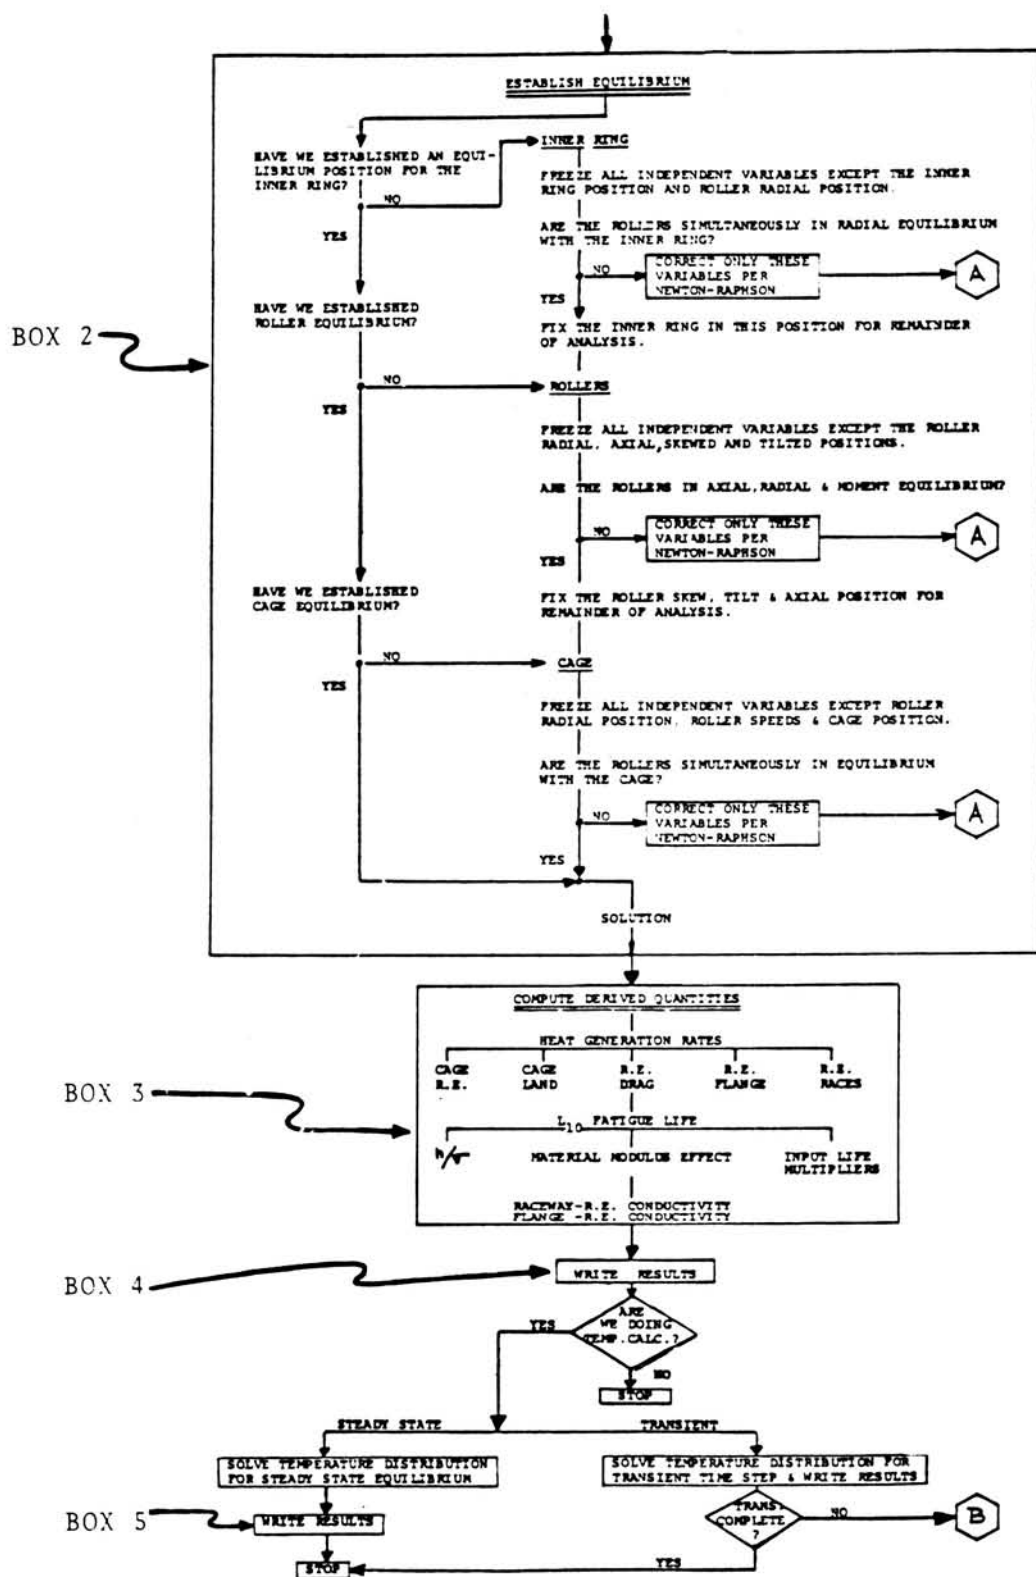 ESTABLISH EQUILIBRIUM
HAVE WE ESTABLISHED AN EQUI-
LIBRIUM POSITION FOR THE
INNER RING?
NO
YES
INNER RING
FREEZE ALL INDEPENDENT VARIABLES EXCEPT THE INNER
RING POSITION AND ROLLER RADIAL POSITION.
ARE THE ROLLERS SIMULTANEOUSLY IN RADIAL EQUILIBRIUM
WITH THE INNER RING?
NO
CORRECT ONLY THESE
VARIABLES PER
NEWTON-RAPHSON
A
YES
FIX THE INNER RING IN THIS POSITION FOR REMAINDER
OF ANALYSIS.
HAVE WE ESTABLISHED
ROLLER EQUILIBRIUM?
BOX 2
NO
YES
ROLLERS
FREEZE ALL INDEPENDENT VARIABLES EXCEPT THE ROLLER
RADIAL, AXIAL, SKEWED AND TILTED POSITIONS.
ARE THE ROLLERS IN AXIAL, RADIAL & MOMENT EQUILIBRIUM?
NO
CORRECT ONLY THESE
VARIABLES PER
NEWTON-RAPHSON
A
YES
FIX THE ROLLER SKEW, TILT & AXIAL POSITION FOR
REMAINDER OF ANALYSIS.
HAVE WE ESTABLISHED
CAGE EQUILIBRIUM?
NO
YES
CAGE
FREEZE ALL INDEPENDENT VARIABLES EXCEPT ROLLER
RADIAL POSITION, ROLLER SPEEDS & CAGE POSITION.
ARE THE ROLLERS SIMULTANEOUSLY IN EQUILIBRIUM
WITH THE CAGE?
NO
CORRECT ONLY THESE
VARIABLES PER
NEWTON-RAPHSON
A
YES
SOLUTION
COMPUTE DERIVED QUANTITIES
HEAT GENERATION RATES
CAGE
R.E.
CAGE
LAND
R.E.
DRAG
R.E.
FLANGE
R.E.
RACES
BOX 3
L10 FATIGUE LIFE
h/σ
MATERIAL MODULUS EFFECT
INPUT LIFE
MULTIPLIERS
RACEWAY-R.E. CONDUCTIVITY
FLANGE -R.E. CONDUCTIVITY
BOX 4
WRITE RESULTS
ARE
WE DOING
TEMP.CALC.?
YES
NO
STOP
STEADY STATE
TRANSIENT
SOLVE TEMPERATURE DISTRIBUTION
FOR STEADY STATE EQUILIBRIUM
SOLVE TEMPERATURE DISTRIBUTION FOR
TRANSIENT TIME STEP & WRITE RESULTS
BOX 5
WRITE RESULTS
TRANS.
COMPLETE
?
NO
B
YES
STOP